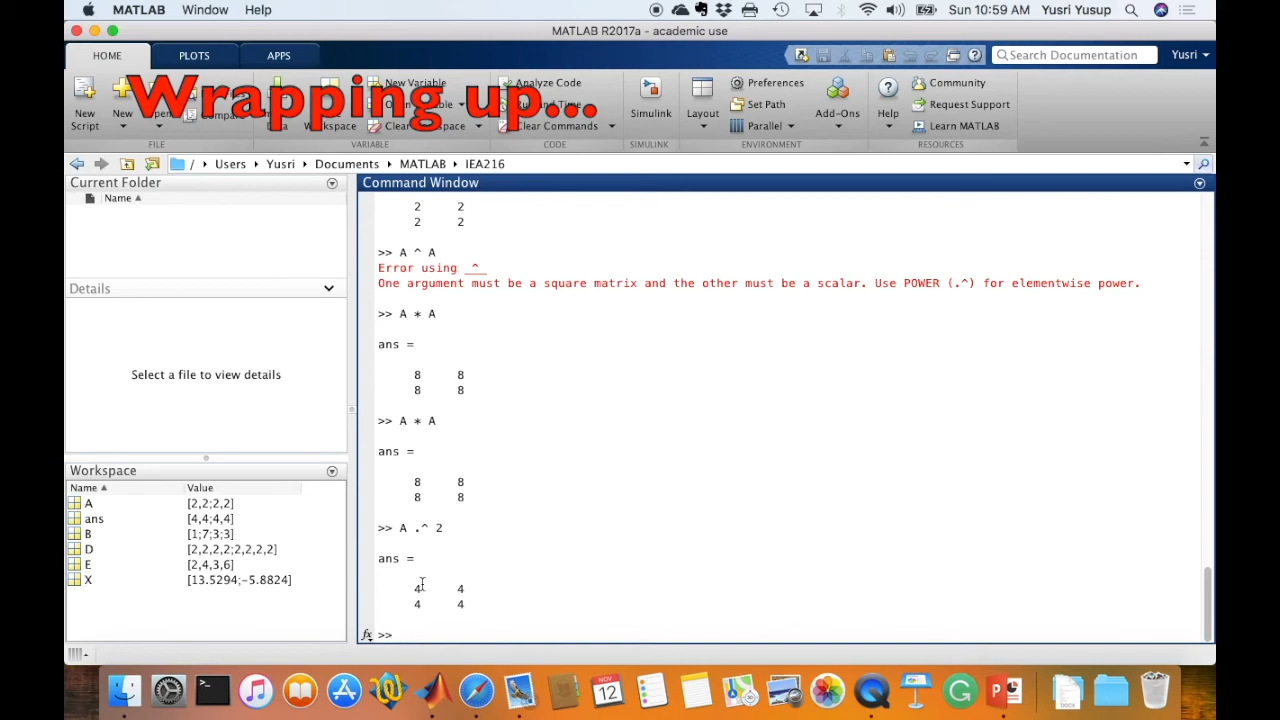 MATLAB Window Help Sun 10:59 AM Yusri Yusup
MATLAB R2017a - academic use
HOME PLOTS APPS Search Documentation Yusri
Wrapping up...
New Variable Analyze Code Preferences Community
Set Path Request Support
Clear Commands Parallel Learn MATLAB
New Script New Simulink Layout Add-Ons Help
FILE VARIABLE CODE SIMULINK ENVIRONMENT RESOURCES
/ Users Yusri Documents MATLAB IEA216
Current Folder
Name
Details
Select a file to view details
Workspace
Name Value
A [2,2;2,2]
ans [4,4;4,4]
B [1;7;3;3]
D [2,2,2,2;2,2,2,2]
E [2,4,3,6]
X [13.5294;-5.8824]
Command Window
2 2
2 2
>> A ^ A
Error using ^
One argument must be a square matrix and the other must be a scalar. Use POWER (.^) for elementwise power.
>> A * A
ans =
8 8
8 8
>> A * A
ans =
8 8
8 8
>> A .^ 2
ans =
4 4
4 4
fx >>
NOV
12
DOCX